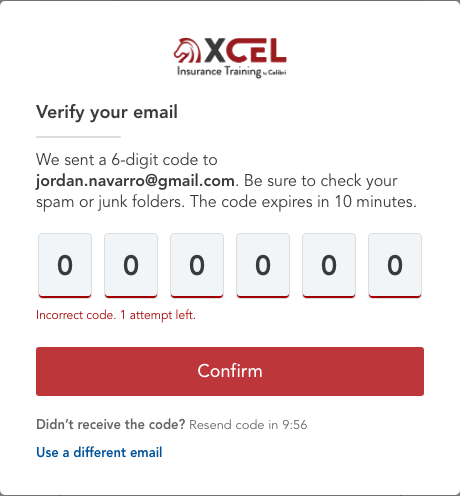 XCEL
Insurance Training by Calibri
Verify your email
We sent a 6-digit code to
jordan.navarro@gmail.com. Be sure to check your
spam or junk folders. The code expires in 10 minutes.
0 0 0 0 0 0
Incorrect code. 1 attempt left.
Confirm
Didn’t receive the code? Resend code in 9:56
Use a different email